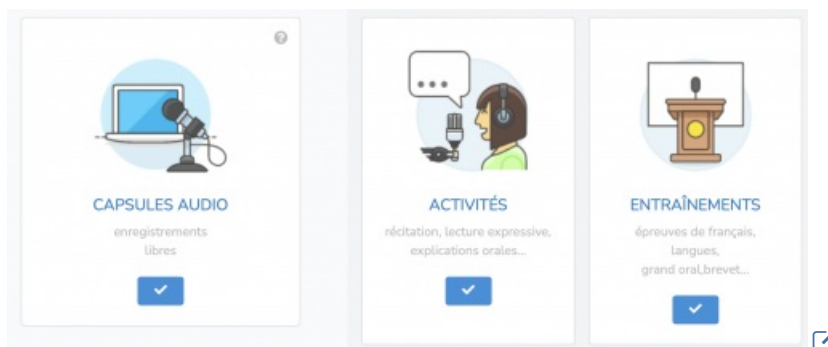 CAPSULES AUDIO
enregistrements
libres
ACTIVITÉS
récitation, lecture expressive,
explications orales...
ENTRAÎNEMENTS
épreuves de français,
langues,
grand oral,brevet...